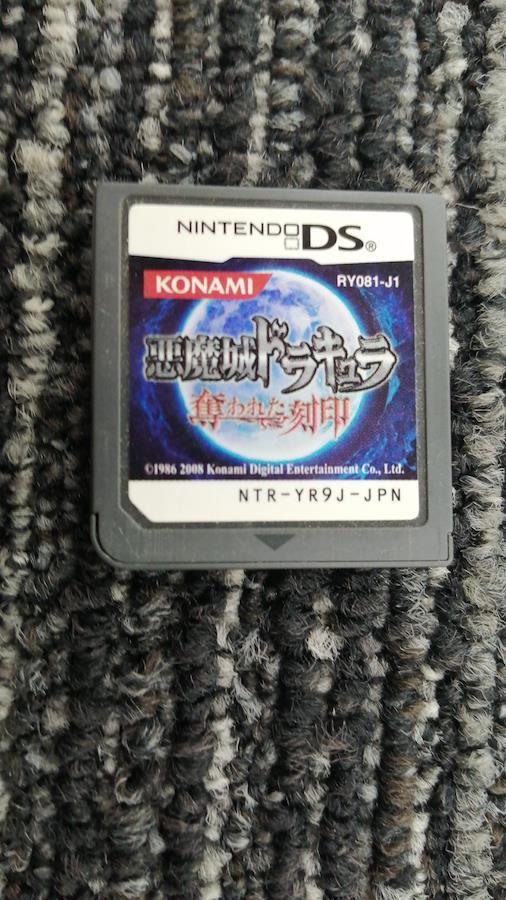 NINTENDO DS®
KONAMI
RY081-J1
悪魔城ドラキュラ
奪われた刻印
©1986 2008 Konami Digital Entertainment Co., Ltd.
NTR-YR9J-JPN